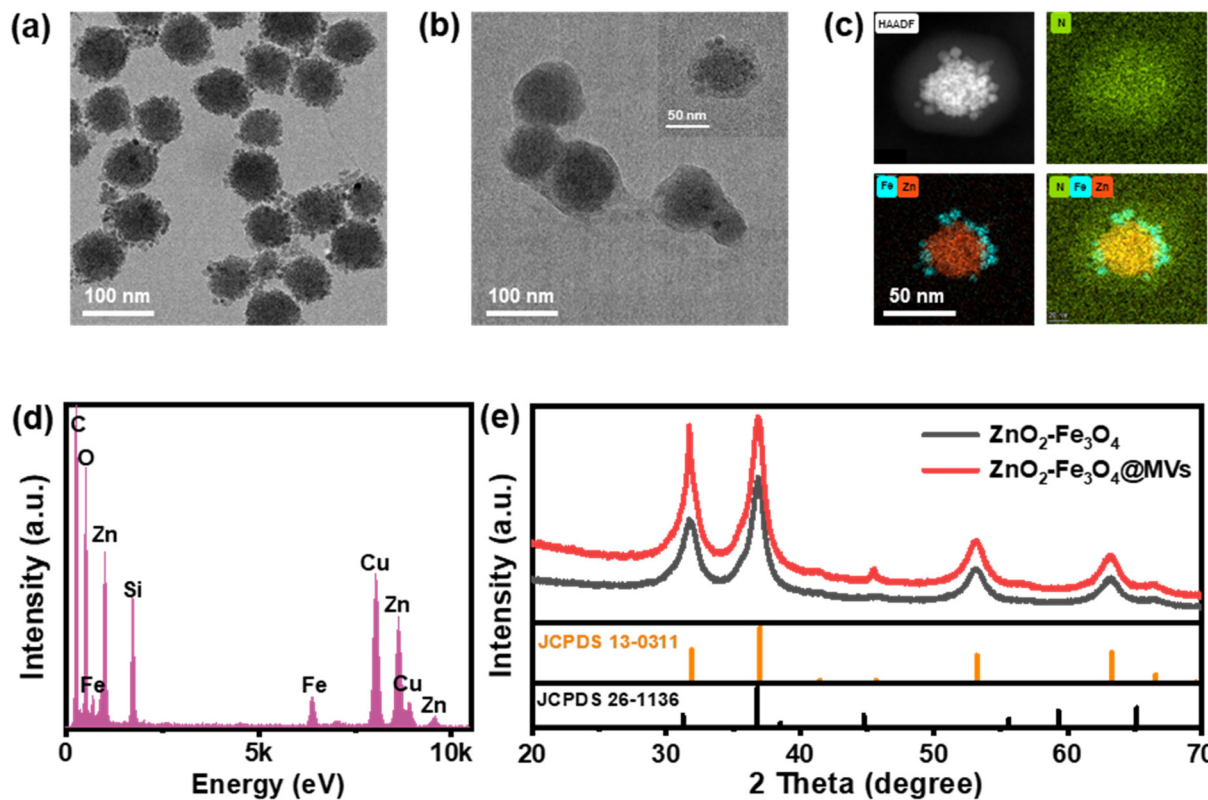 (a)
100 nm
(b)
50 nm
100 nm
(c)
HAADF
N
Fe Zn
N Fe Zn
50 nm
20 nm
(d)
C
O
Zn
Si
Fe
Fe
Cu
Zn
Cu
Zn
Intensity (a.u.)
0 5k 10k
Energy (eV)
(e)
ZnO₂-Fe₃O₄
ZnO₂-Fe₃O₄@MVs
Intensity (a.u.)
JCPDS 13-0311
JCPDS 26-1136
20 30 40 50 60 70
2 Theta (degree)